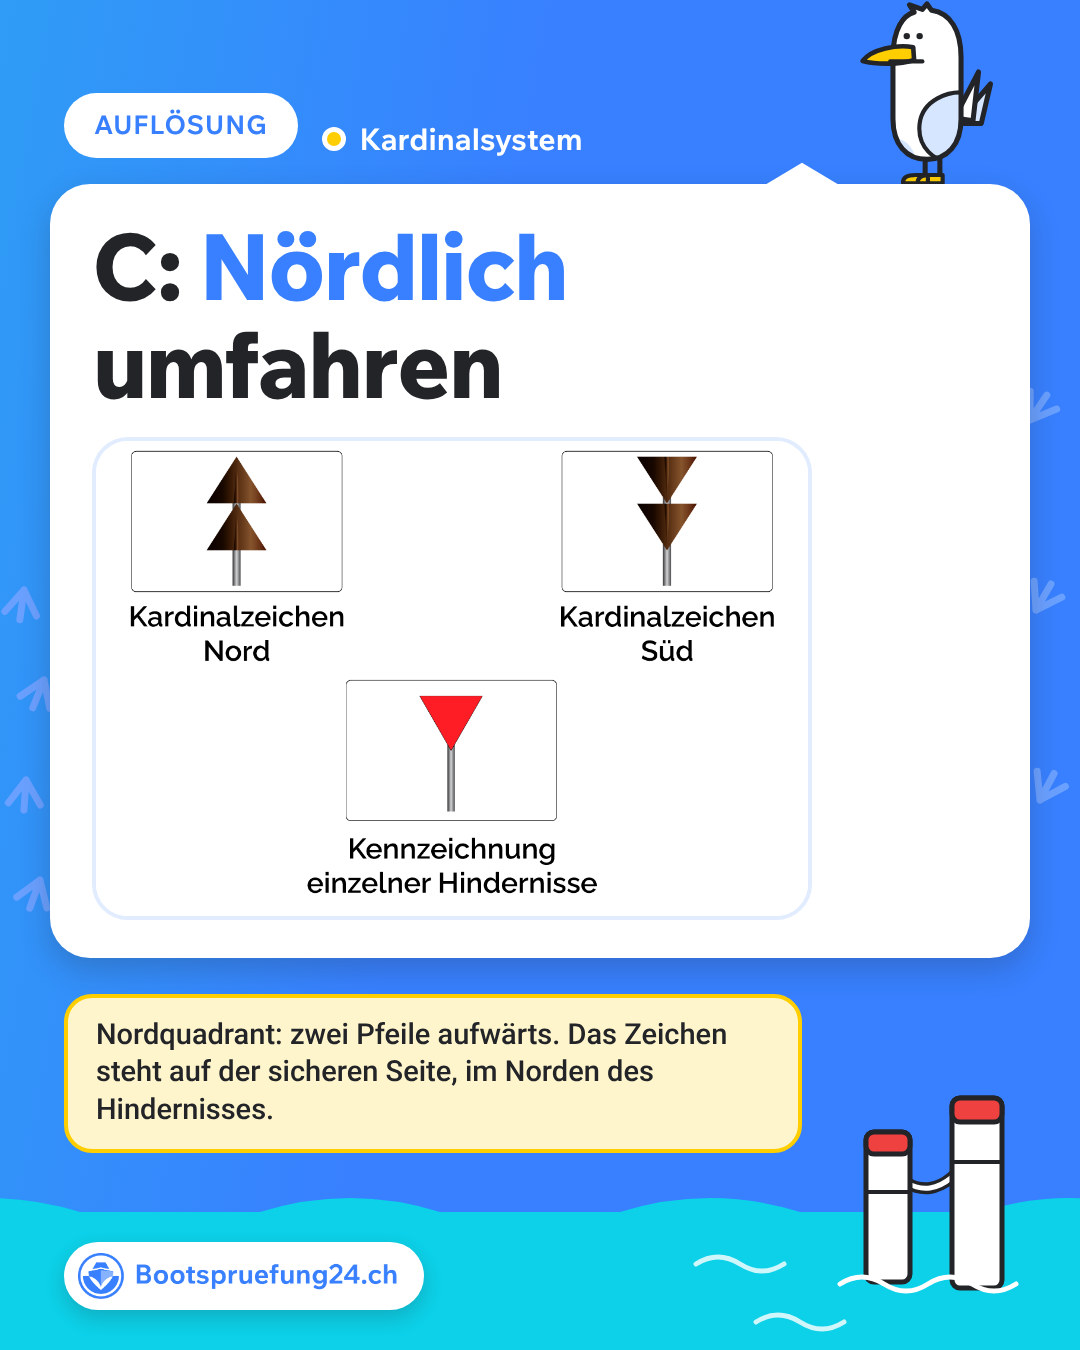 AUFLÖSUNG
Kardinalsystem
C: Nördlich
umfahren
Kardinalzeichen
Nord
Kardinalzeichen
Süd
Kennzeichnung
einzelner Hindernisse
Nordquadrant: zwei Pfeile aufwärts. Das Zeichen
steht auf der sicheren Seite, im Norden des
Hindernisses.
Bootspruefung24.ch